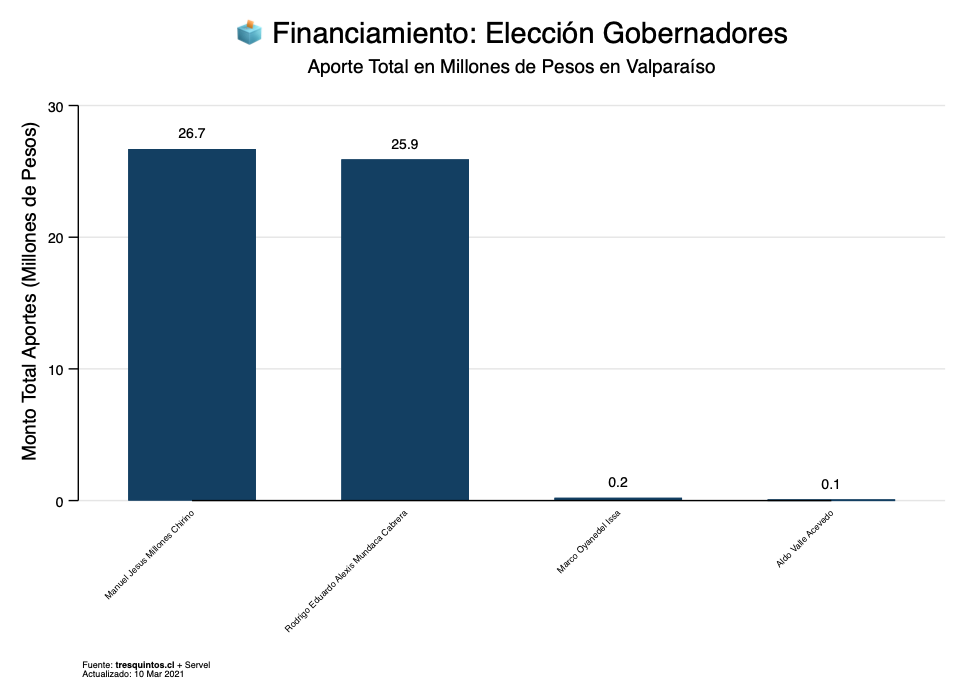 Financiamiento: Elección Gobernadores
Aporte Total en Millones de Pesos en Valparaíso
Monto Total Aportes (Millones de Pesos)
30
20
10
0
26.7
25.9
0.2
0.1
Manuel Jesus Millones Chirino
Rodrigo Eduardo Alexis Mundaca Cabrera
Marco Oyanedel Issa
Aldo Valle Acevedo
Fuente: tresquintos.cl + Servel
Actualizado: 10 Mar 2021